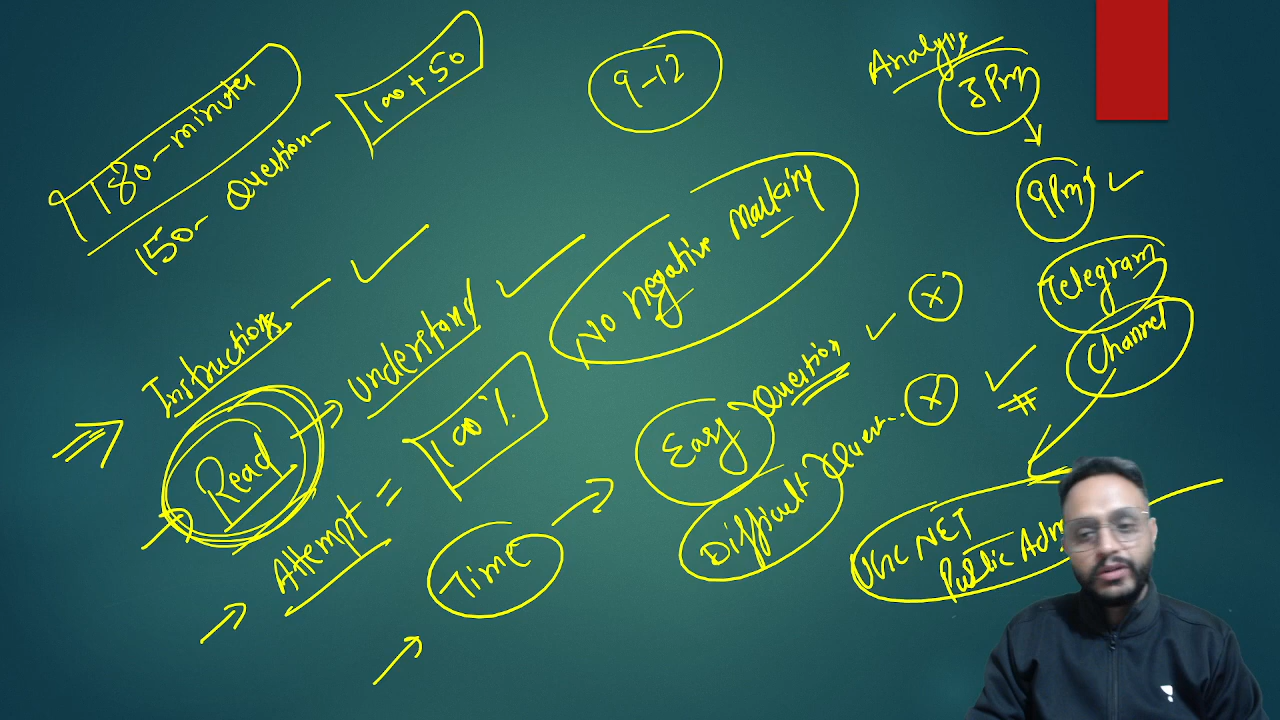 180-minutes
150- Question- 100+50
9-12
Analysis
3Pm
9Pm
Telegram
Channel
UGC NET
Public Adm
Instructions
Read
understand
No negative Marking
Attempt = 100%
Time
Easy Question
Difficult Quest..